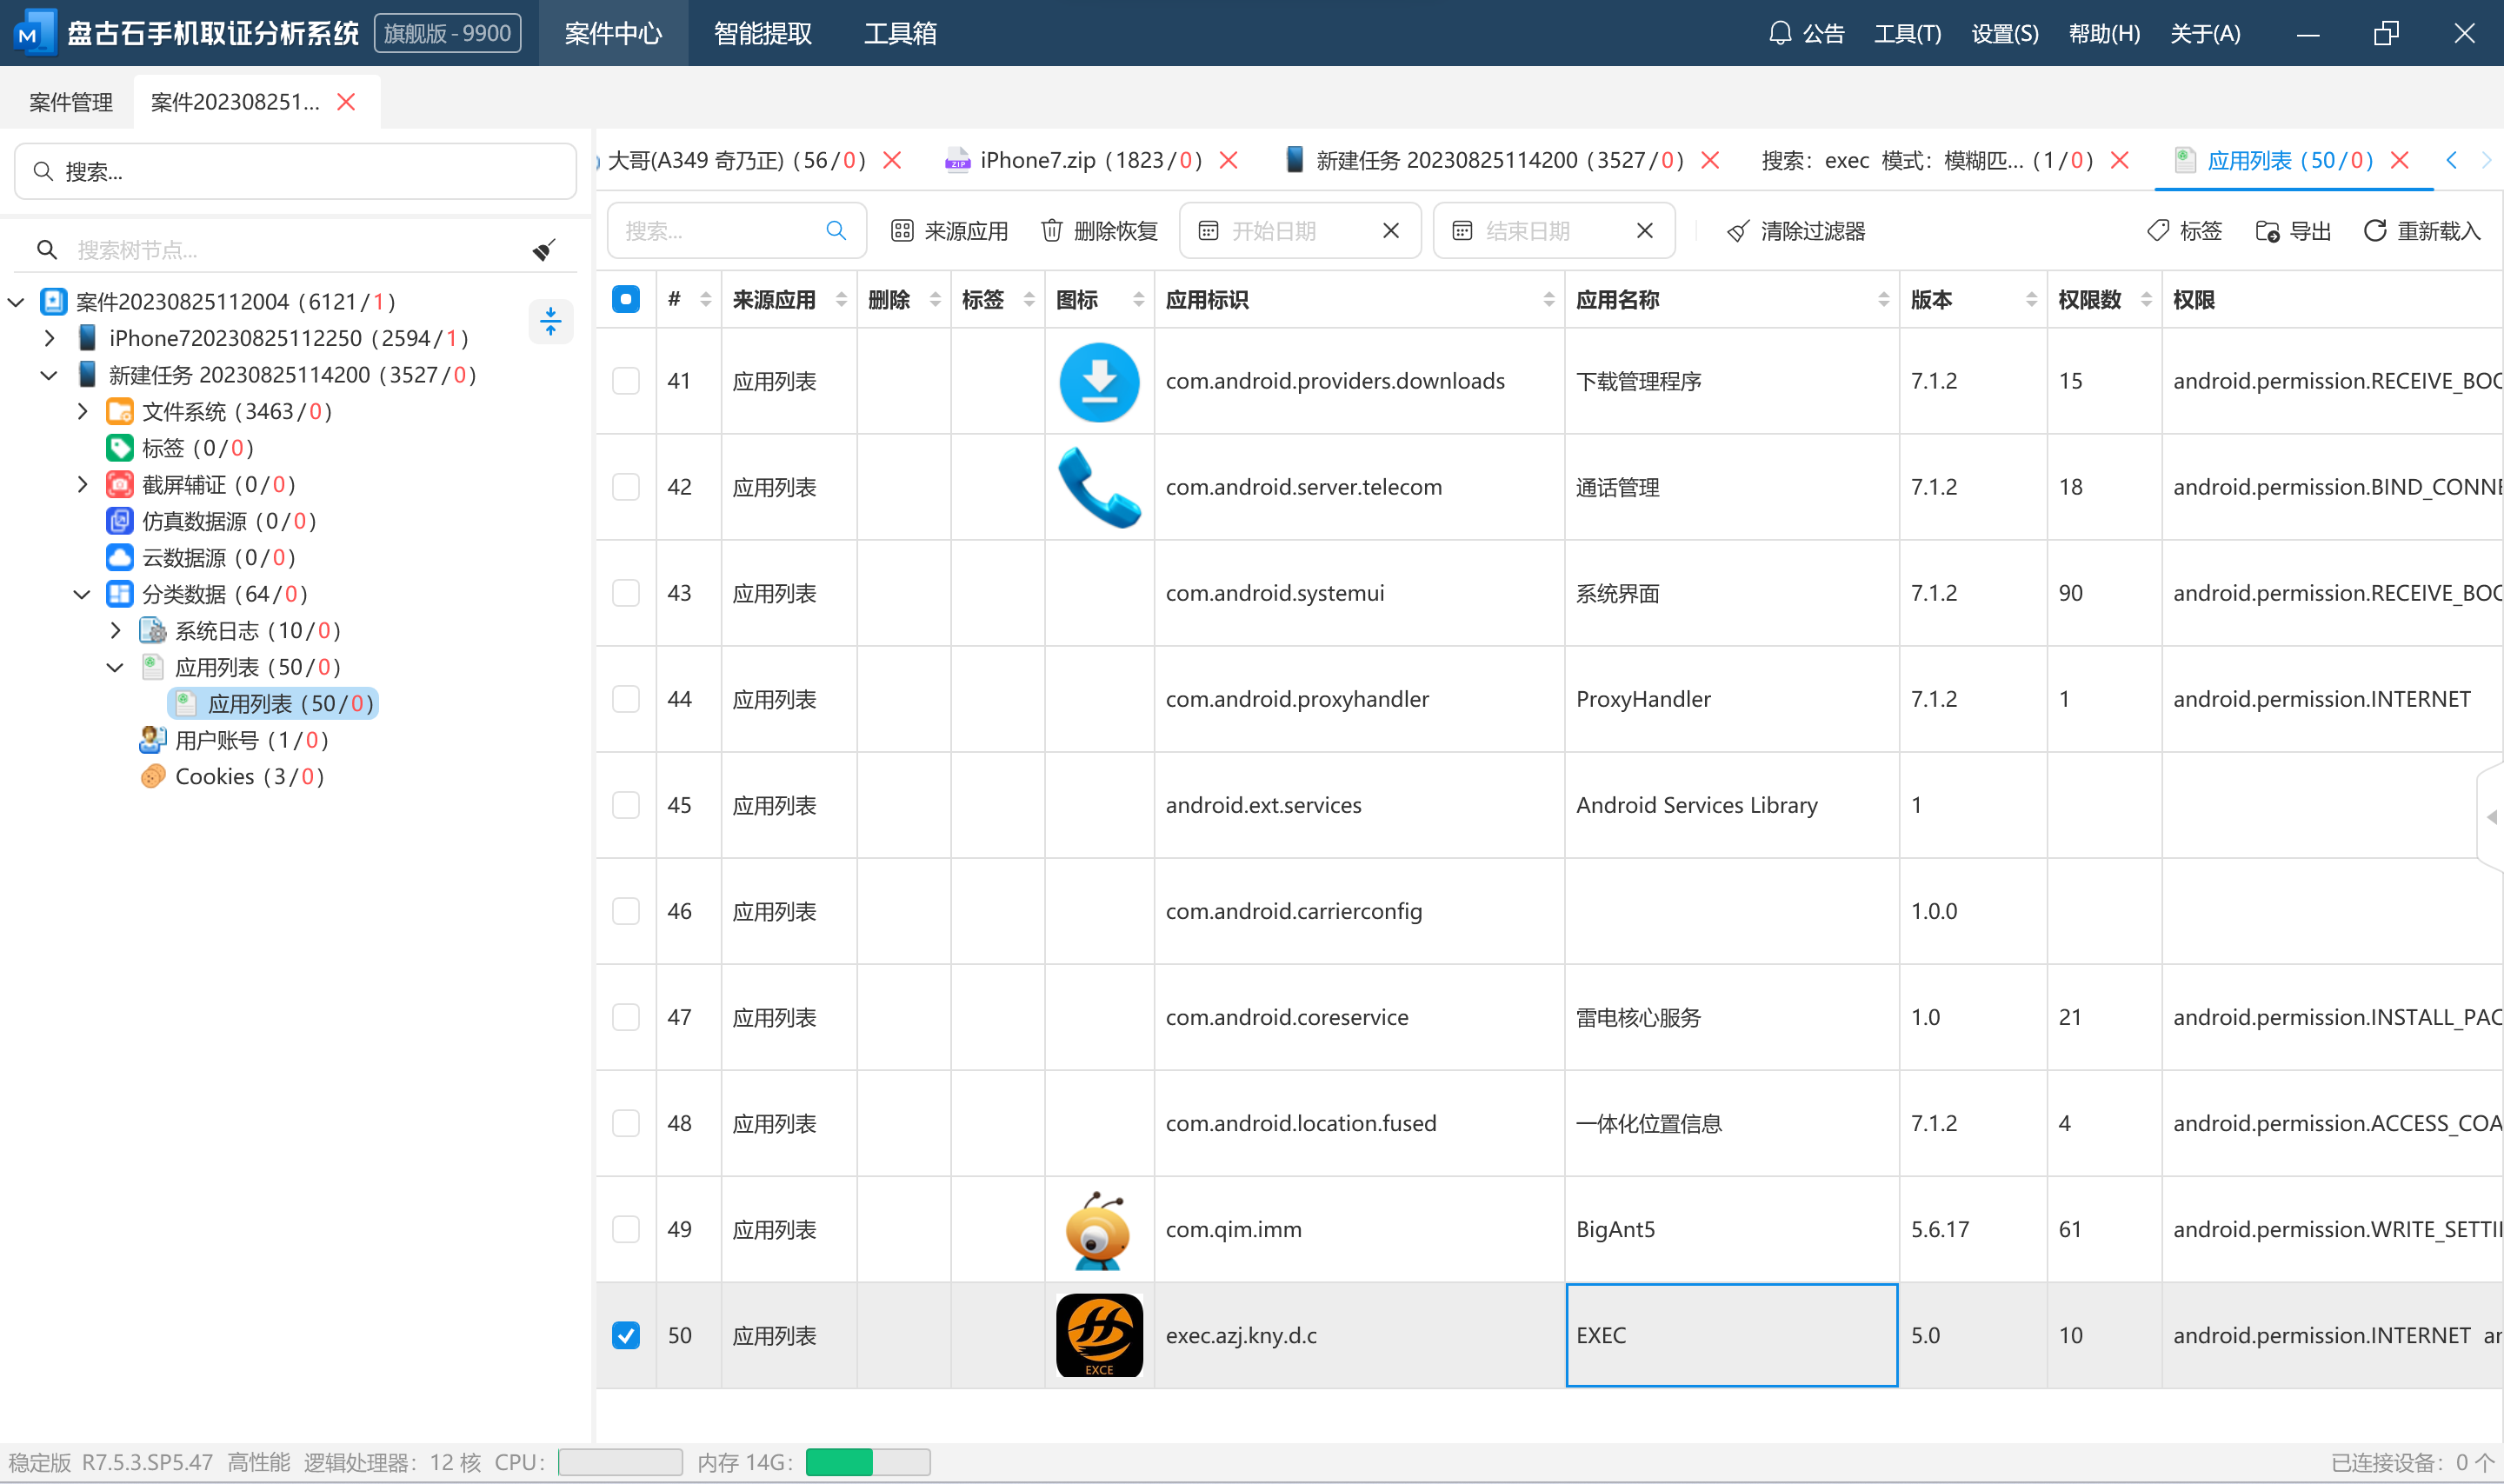 M 盘古石手机取证分析系统 旗舰版 - 9900 案件中心 智能提取 工具箱 公告 工具(T) 设置(S) 帮助(H) 关于(A)
案件管理 案件202308251...
搜索...
大哥(A349 奇乃正) (56/0) iPhone7.zip (1823/0) 新建任务 20230825114200 (3527/0) 搜索: exec 模式: 模糊匹... (1/0) 应用列表 (50/0)
搜索... 来源应用 删除恢复 开始日期 结束日期 清除过滤器 标签 导出 重新载入
搜索树节点...
案件20230825112004 (6121/1)
iPhone720230825112250 (2594/1)
新建任务 20230825114200 (3527/0)
文件系统 (3463/0)
标签 (0/0)
截屏辅证 (0/0)
仿真数据源 (0/0)
云数据源 (0/0)
分类数据 (64/0)
系统日志 (10/0)
应用列表 (50/0)
应用列表 (50/0)
用户账号 (1/0)
Cookies (3/0)
# 来源应用 删除 标签 图标 应用标识 应用名称 版本 权限数 权限
41 应用列表 com.android.providers.downloads 下载管理程序 7.1.2 15 android.permission.RECEIVE_BOO
42 应用列表 com.android.server.telecom 通话管理 7.1.2 18 android.permission.BIND_CONNE
43 应用列表 com.android.systemui 系统界面 7.1.2 90 android.permission.RECEIVE_BOO
44 应用列表 com.android.proxyhandler ProxyHandler 7.1.2 1 android.permission.INTERNET
45 应用列表 android.ext.services Android Services Library 1
46 应用列表 com.android.carrierconfig 1.0.0
47 应用列表 com.android.coreservice 雷电核心服务 1.0 21 android.permission.INSTALL_PAC
48 应用列表 com.android.location.fused 一体化位置信息 7.1.2 4 android.permission.ACCESS_COA
49 应用列表 com.qim.imm BigAnt5 5.6.17 61 android.permission.WRITE_SETTI
50 应用列表 EXCE exec.azj.kny.d.c EXEC 5.0 10 android.permission.INTERNET ar
稳定版 R7.5.3.SP5.47 高性能 逻辑处理器: 12 核 CPU: 内存 14G: 已连接设备: 0 个